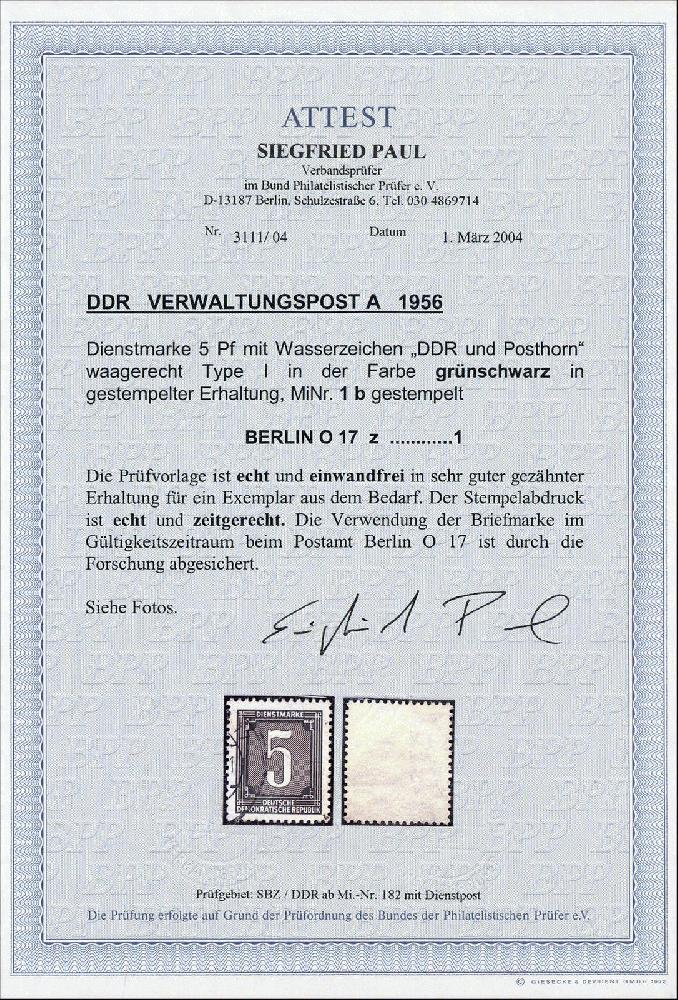 ATTEST
SIEGFRIED PAUL
Verbandsprüfer
im Bund Philatelistischer Prüfer e. V.
D-13187 Berlin, Schulzestraße 6, Tel. 030-4869714
Nr. 3111/ 04 Datum 1. März 2004
DDR VERWALTUNGSPOST A 1956
Dienstmarke 5 Pf mit Wasserzeichen „DDR und Posthorn“
waagerecht Type I in der Farbe grünschwarz in
gestempelter Erhaltung, MiNr. 1 b gestempelt
BERLIN O 17 z ...........1
Die Prüfvorlage ist echt und einwandfrei in sehr guter gezähnter
Erhaltung für ein Exemplar aus dem Bedarf. Der Stempelabdruck
ist echt und zeitgerecht. Die Verwendung der Briefmarke im
Gültigkeitszeitraum beim Postamt Berlin O 17 ist durch die
Forschung abgesichert.
Siehe Fotos.
Siegfried Paul
DIENSTMARKE
5
DEUTSCHE
DEMOKRATISCHE REPUBLIK
Prüfgebiet: SBZ / DDR ab Mi.-Nr. 182 mit Dienstpost
Die Prüfung erfolgte auf Grund der Prüfordnung des Bundes der Philatelistischen Prüfer e.V.
© GIESECKE & DEVRIENT GMBH